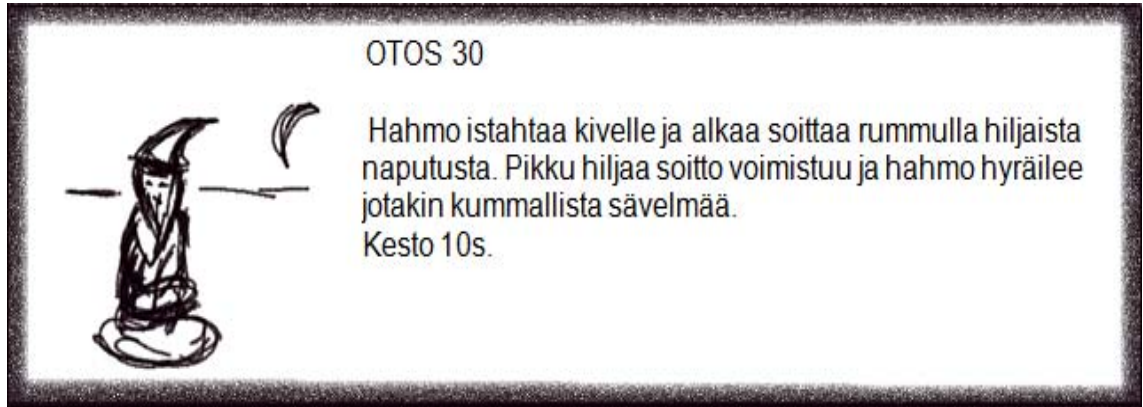 OTOS 30
Hahmo istahtaa kivelle ja alkaa soittaa rummulla hiljaista
naputusta. Pikku hiljaa soitto voimistuu ja hahmo hyräilee
jotakin kummallista sävelmää.
Kesto 10s.